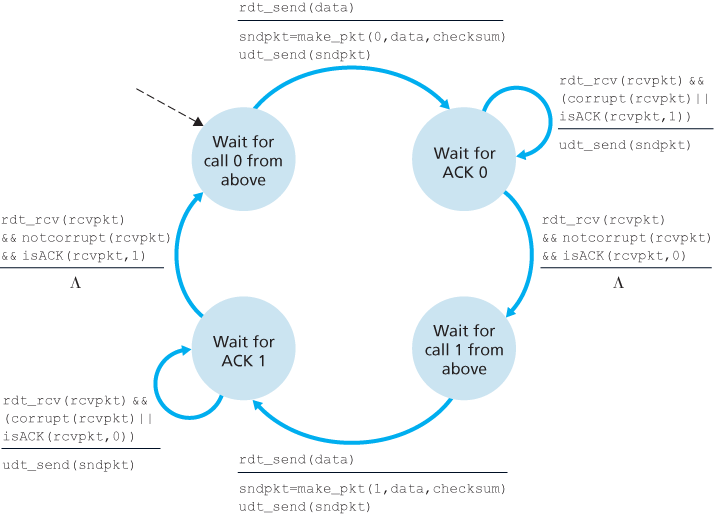 rdt_send(data)
sndpkt=make_pkt(0,data,checksum)
udt_send(sndpkt)
rdt_rcv(rcvpkt) &&
(corrupt(rcvpkt)||
isACK(rcvpkt,1))
udt_send(sndpkt)
Wait for
call 0 from
above
Wait for
ACK 0
rdt_rcv(rcvpkt)
&& notcorrupt(rcvpkt)
&& isACK(rcvpkt,1)
Λ
rdt_rcv(rcvpkt)
&& notcorrupt(rcvpkt)
&& isACK(rcvpkt,0)
Λ
Wait for
ACK 1
Wait for
call 1 from
above
rdt_rcv(rcvpkt) &&
(corrupt(rcvpkt)||
isACK(rcvpkt,0))
udt_send(sndpkt)
rdt_send(data)
sndpkt=make_pkt(1,data,checksum)
udt_send(sndpkt)